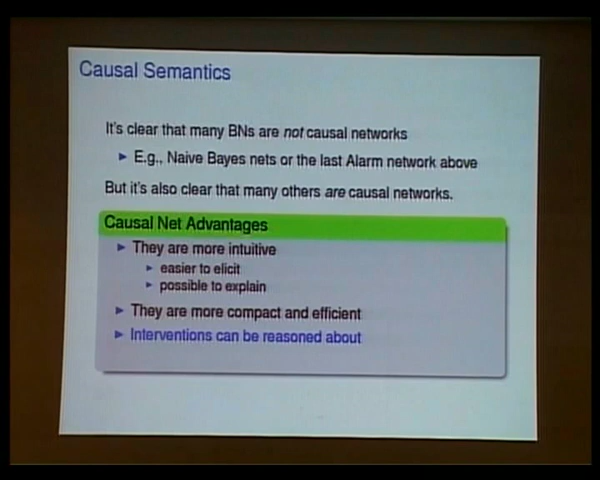 Causal Semantics
It's clear that many BNs are not causal networks
E.g., Naive Bayes nets or the last Alarm network above
But it's also clear that many others are causal networks.
Causal Net Advantages
They are more intuitive
easier to elicit
possible to explain
They are more compact and efficient
Interventions can be reasoned about